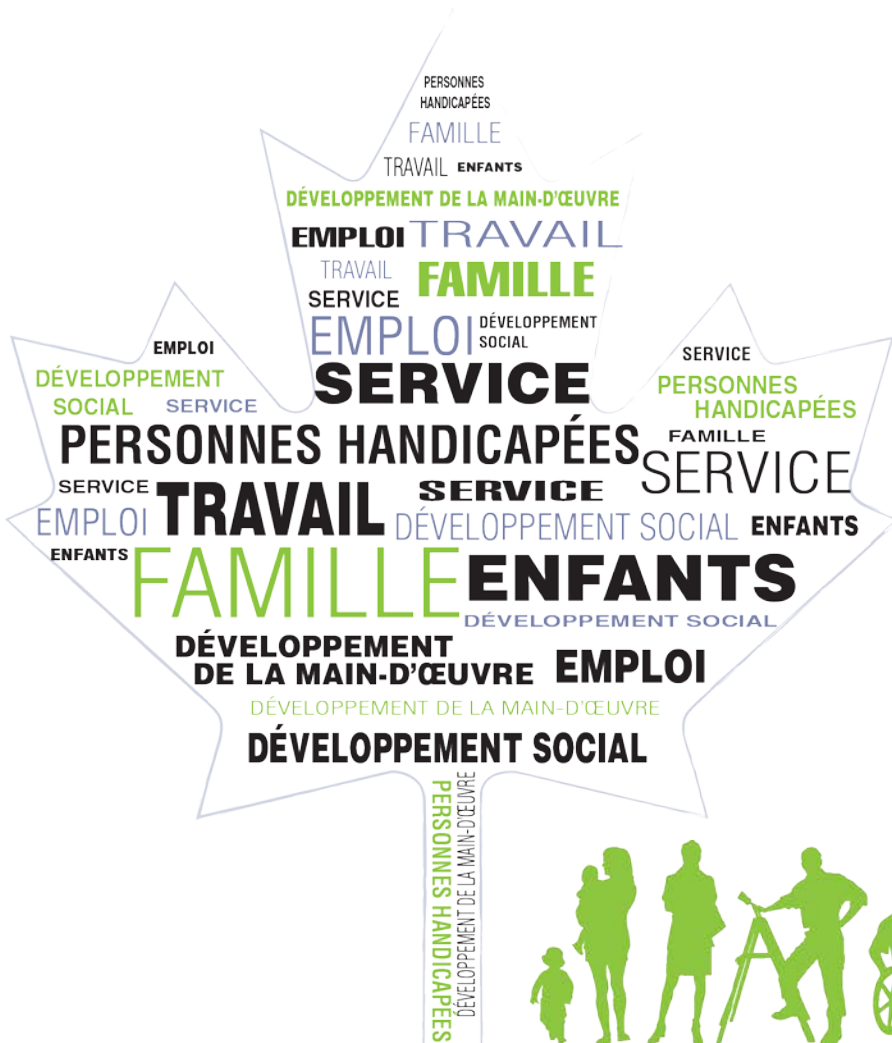 PERSONNES
HANDICAPÉES
FAMILLE
TRAVAIL ENFANTS
DÉVELOPPEMENT DE LA MAIN-D'ŒUVRE
EMPLOI TRAVAIL
TRAVAIL FAMILLE
SERVICE
EMPLOI DÉVELOPPEMENT
SOCIAL
SERVICE
EMPLOI
DÉVELOPPEMENT
SOCIAL SERVICE
SERVICE
PERSONNES
HANDICAPÉES
PERSONNES HANDICAPÉES
FAMILLE
SERVICE
SERVICE
EMPLOI TRAVAIL
SERVICE
DÉVELOPPEMENT SOCIAL ENFANTS
ENFANTS
FAMILLE ENFANTS
DÉVELOPPEMENT SOCIAL
DÉVELOPPEMENT
DE LA MAIN-D'ŒUVRE EMPLOI
DÉVELOPPEMENT DE LA MAIN-D'ŒUVRE
DÉVELOPPEMENT SOCIAL
PERSONNES HANDICAPÉES
DÉVELOPPEMENT DE LA MAIN-D'ŒUVRE